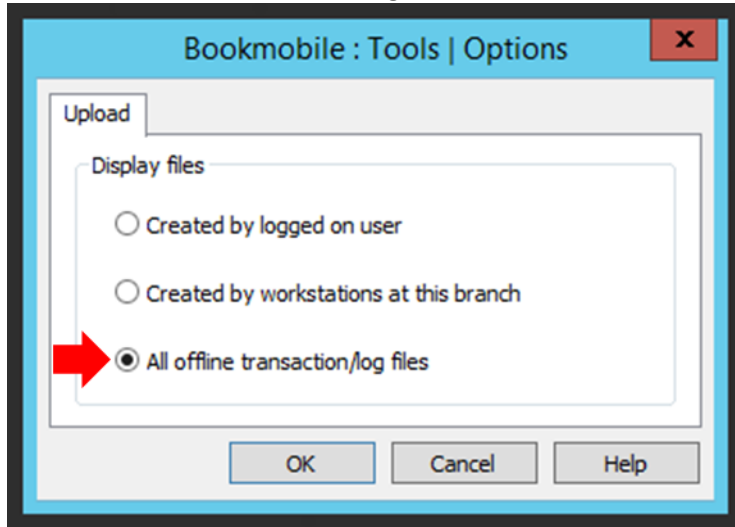 Bookmobile : Tools | Options
x
Upload
Display files
Created by logged on user
Created by workstations at this branch
All offline transaction/log files
OK
Cancel
Help